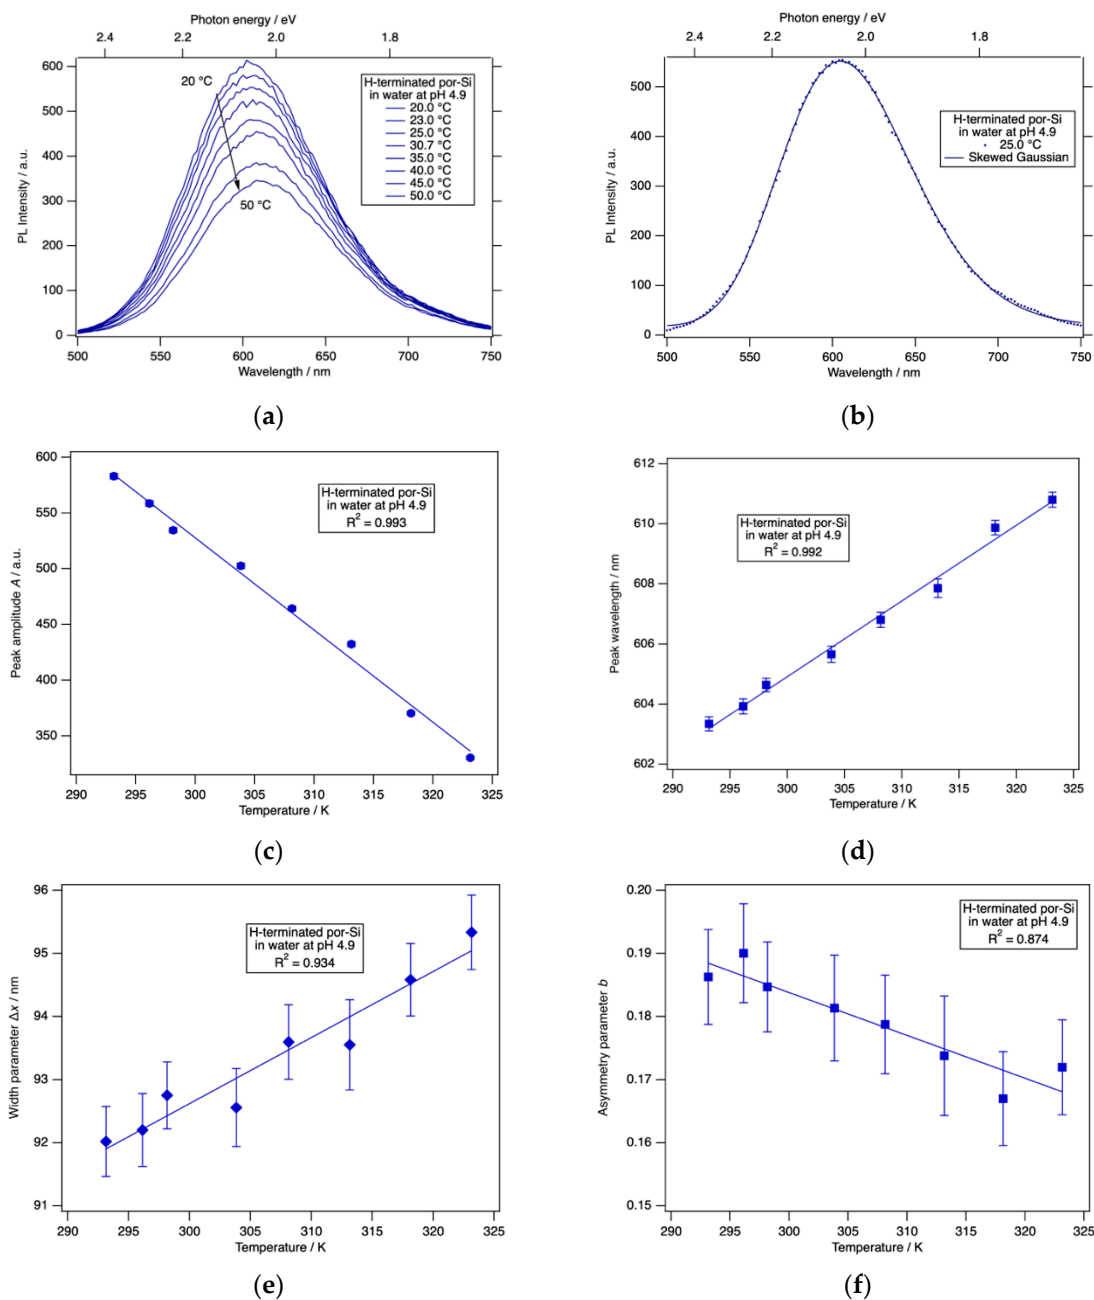 Photon energy / eV
2.4 2.2 2.0 1.8
PL Intensity / a.u.
600
500
400
300
200
100
0
20 °C
50 °C
H-terminated por-Si
in water at pH 4.9
20.0 °C
23.0 °C
25.0 °C
30.7 °C
35.0 °C
40.0 °C
45.0 °C
50.0 °C
500 550 600 650 700 750
Wavelength / nm
(a)
Photon energy / eV
2.4 2.2 2.0 1.8
PL Intensity / a.u.
500
400
300
200
100
0
H-terminated por-Si
in water at pH 4.9
25.0 °C
Skewed Gaussian
500 550 600 650 700 750
Wavelength / nm
(b)
Peak amplitude A / a.u.
600
550
500
450
400
350
H-terminated por-Si
in water at pH 4.9
R² = 0.993
290 295 300 305 310 315 320 325
Temperature / K
(c)
Peak wavelength / nm
612
610
608
606
604
602
H-terminated por-Si
in water at pH 4.9
R² = 0.992
290 295 300 305 310 315 320 325
Temperature / K
(d)
Width parameter Δx / nm
96
95
94
93
92
91
H-terminated por-Si
in water at pH 4.9
R² = 0.934
290 295 300 305 310 315 320 325
Temperature / K
(e)
Asymmetry parameter b
0.20
0.19
0.18
0.17
0.16
0.15
H-terminated por-Si
in water at pH 4.9
R² = 0.874
290 295 300 305 310 315 320 325
Temperature / K
(f)